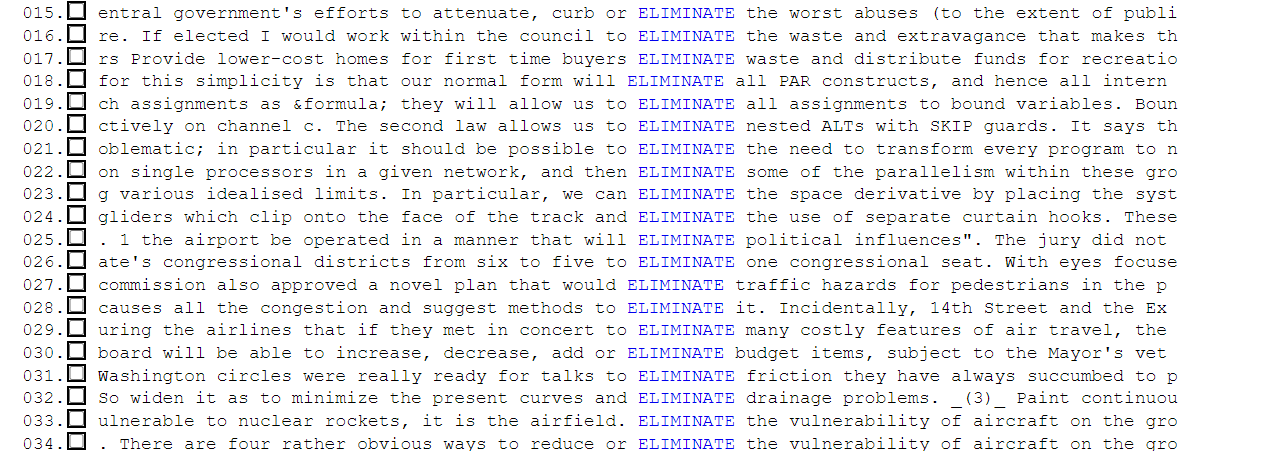 015. entral government's efforts to attenuate, curb or ELIMINATE the worst abuses (to the extent of publi
016. re. If elected I would work within the council to ELIMINATE the waste and extravagance that makes th
017. rs Provide lower-cost homes for first time buyers ELIMINATE waste and distribute funds for recreatio
018. for this simplicity is that our normal form will ELIMINATE all PAR constructs, and hence all intern
019. ch assignments as &formula; they will allow us to ELIMINATE all assignments to bound variables. Boun
020. ctively on channel c. The second law allows us to ELIMINATE nested ALTs with SKIP guards. It says th
021. oblematic; in particular it should be possible to ELIMINATE the need to transform every program to n
022. on single processors in a given network, and then ELIMINATE some of the parallelism within these gro
023. g various idealised limits. In particular, we can ELIMINATE the space derivative by placing the syst
024. gliders which clip onto the face of the track and ELIMINATE the use of separate curtain hooks. These
025. . 1 the airport be operated in a manner that will ELIMINATE political influences". The jury did not
026. ate's congressional districts from six to five to ELIMINATE one congressional seat. With eyes focuse
027. commission also approved a novel plan that would ELIMINATE traffic hazards for pedestrians in the p
028. causes all the congestion and suggest methods to ELIMINATE it. Incidentally, 14th Street and the Ex
029. uring the airlines that if they met in concert to ELIMINATE many costly features of air travel, the
030. board will be able to increase, decrease, add or ELIMINATE budget items, subject to the Mayor's vet
031. Washington circles were really ready for talks to ELIMINATE friction they have always succumbed to p
032. So widen it as to minimize the present curves and ELIMINATE drainage problems. _(3)_ Paint continuou
033. ulnerable to nuclear rockets, it is the airfield. ELIMINATE the vulnerability of aircraft on the gro
034. . There are four rather obvious ways to reduce or ELIMINATE the vulnerability of aircraft on the gro